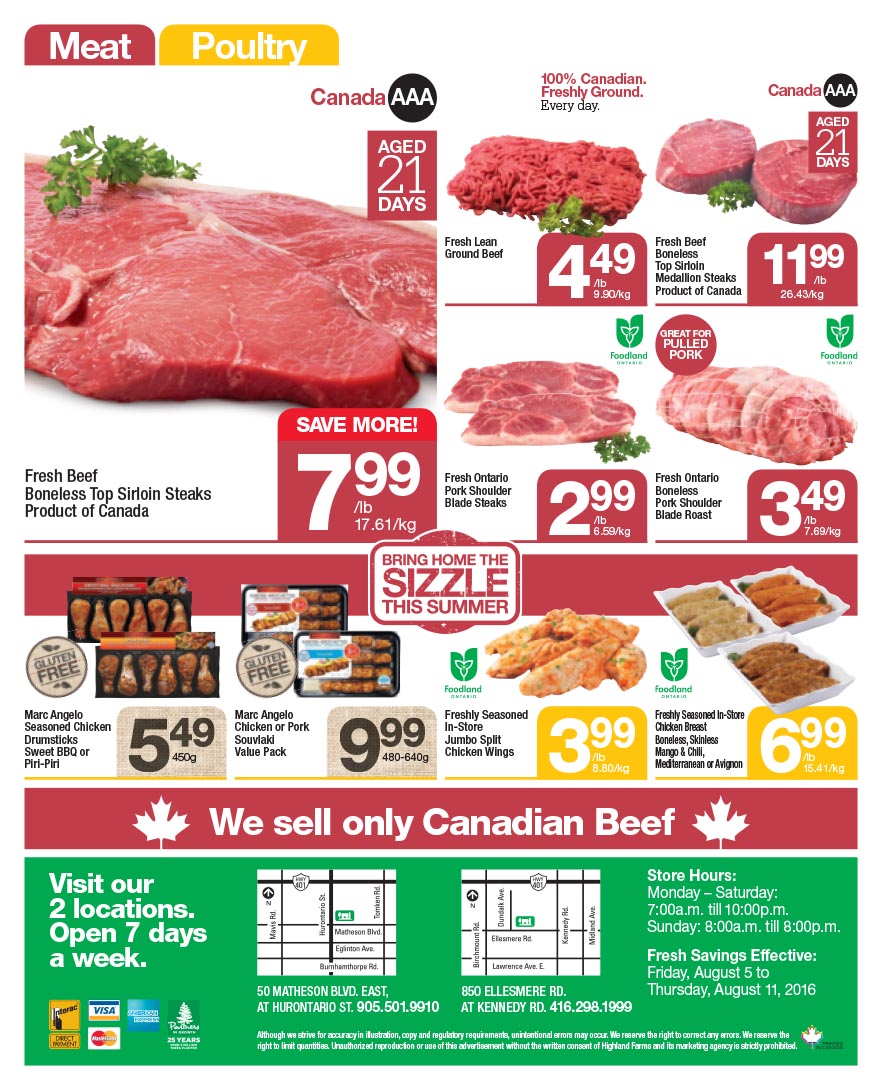 Meat
Poultry
Canada AAA
AGED
21
DAYS
SAVE MORE!
Fresh Beef
Boneless Top Sirloin Steaks
Product of Canada
7.99
/lb
17.61/kg
100% Canadian.
Freshly Ground.
Every day.
Fresh Lean
Ground Beef
4.49
/lb
9.90/kg
Canada AAA
AGED
21
DAYS
Fresh Beef
Boneless
Top Sirloin
Medallion Steaks
Product of Canada
11.99
/lb
26.43/kg
Foodland
ONTARIO
Fresh Ontario
Pork Shoulder
Blade Steaks
2.99
/lb
6.59/kg
GREAT FOR
PULLED
PORK
Foodland
ONTARIO
Fresh Ontario
Boneless
Pork Shoulder
Blade Roast
3.49
/lb
7.69/kg
BRING HOME THE
SIZZLE
THIS SUMMER
GLUTEN
FREE
Marc Angelo
Seasoned Chicken
Drumsticks
Sweet BBQ or
Piri-Piri
5.49
450g
GLUTEN
FREE
Marc Angelo
Chicken or Pork
Souvlaki
Value Pack
9.99
480-640g
Foodland
ONTARIO
Freshly Seasoned
In-Store
Jumbo Split
Chicken Wings
3.99
/lb
8.80/kg
Foodland
ONTARIO
Freshly Seasoned In-Store
Chicken Breast
Boneless, Skinless
Mango & Chili,
Mediterranean or Avignon
6.99
/lb
15.41/kg
We sell only Canadian Beef
Visit our
2 locations.
Open 7 days
a week.
Interac
DIRECT
PAYMENT
VISA
MasterCard
AMERICAN
EXPRESS
Partners
IN GROWTH
25 YEARS
HWY
401
N
Mavis Rd.
Hurontario St.
Tomken Rd.
Matheson Blvd.
Eglinton Ave.
Burnhamthorpe Rd.
50 MATHESON BLVD. EAST,
AT HURONTARIO ST. 905.501.9910
HWY
401
N
Birchmount Rd.
Dundalk Ave.
Kennedy Rd.
Midland Ave.
Ellesmere Rd.
Lawrence Ave. E.
850 ELLESMERE RD.
AT KENNEDY RD. 416.298.1999
Store Hours:
Monday – Saturday:
7:00a.m. till 10:00p.m.
Sunday: 8:00a.m. till 8:00p.m.
Fresh Savings Effective:
Friday, August 5 to
Thursday, August 11, 2016
Although we strive for accuracy in illustration, copy and regulatory requirements, unintentional errors may occur. We reserve the right to correct any errors. We reserve the
right to limit quantities. Unauthorized reproduction or use of this advertisement without the written consent of Highland Farms and its marketing agency is strictly prohibited.
PRINTED
IN CANADA